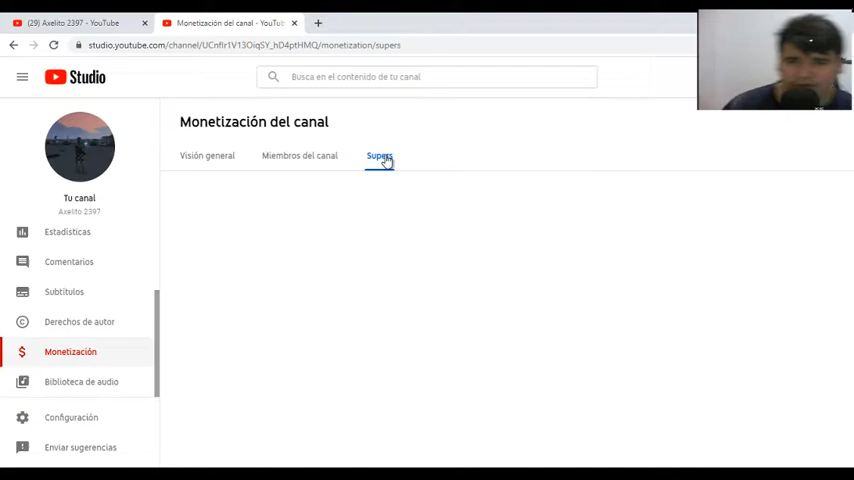 (29) Axelito 2397 - YouTube
Monetización del canal - YouTub
studio.youtube.com/channel/UCnflr1V13OiqSY_hD4ptHMQ/monetization/supers
Studio
Busca en el contenido de tu canal
Monetización del canal
Visión general
Miembros del canal
Supers
Tu canal
Axelito 2397
Estadísticas
Comentarios
Subtítulos
Derechos de autor
Monetización
Biblioteca de audio
Configuración
Enviar sugerencias